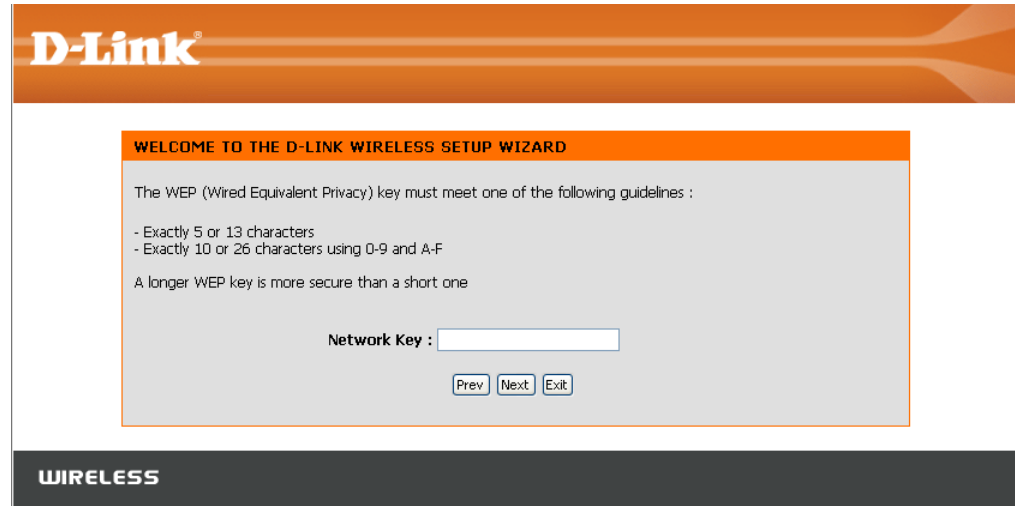 D-Link®
WELCOME TO THE D-LINK WIRELESS SETUP WIZARD
The WEP (Wired Equivalent Privacy) key must meet one of the following guidelines :
- Exactly 5 or 13 characters
- Exactly 10 or 26 characters using 0-9 and A-F
A longer WEP key is more secure than a short one
Network Key :
Prev Next Exit
WIRELESS